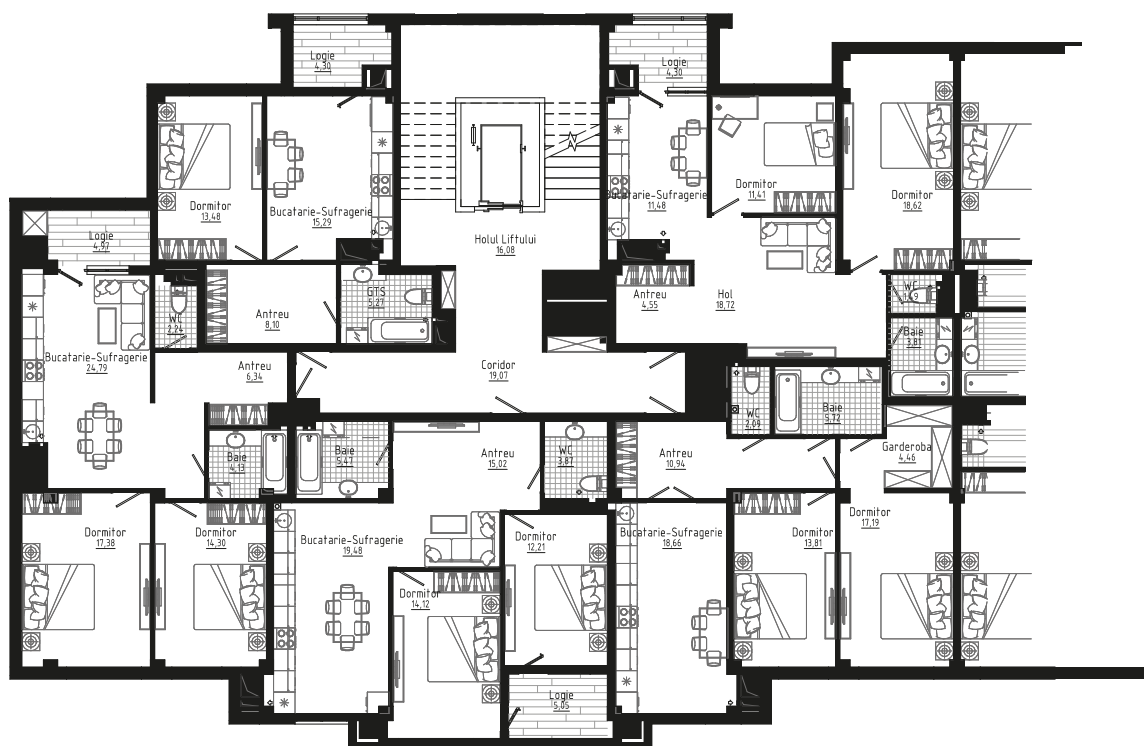 Logie
4,30
Logie
4,30
Dormitor
13,48
Bucatarie-Sufragerie
15,29
Bucatarie-Sufragerie
11,48
Dormitor
11,41
Dormitor
18,62
Logie
4,97
Holul Liftului
16,08
WC
2,24
Antreu
8,10
GTS
5,27
Antreu
4,55
Hol
18,72
WC
1,49
Baie
3,81
Bucatarie-Sufragerie
24,79
Antreu
6,34
Coridor
19,07
WC
2,09
Baie
5,72
Baie
4,13
Baie
5,41
Antreu
15,02
WC
3,87
Antreu
10,94
Garderoba
4,46
Dormitor
17,38
Dormitor
14,30
Bucatarie-Sufragerie
19,48
Dormitor
12,21
Bucatarie-Sufragerie
18,66
Dormitor
13,81
Dormitor
17,19
Dormitor
14,12
Logie
5,05